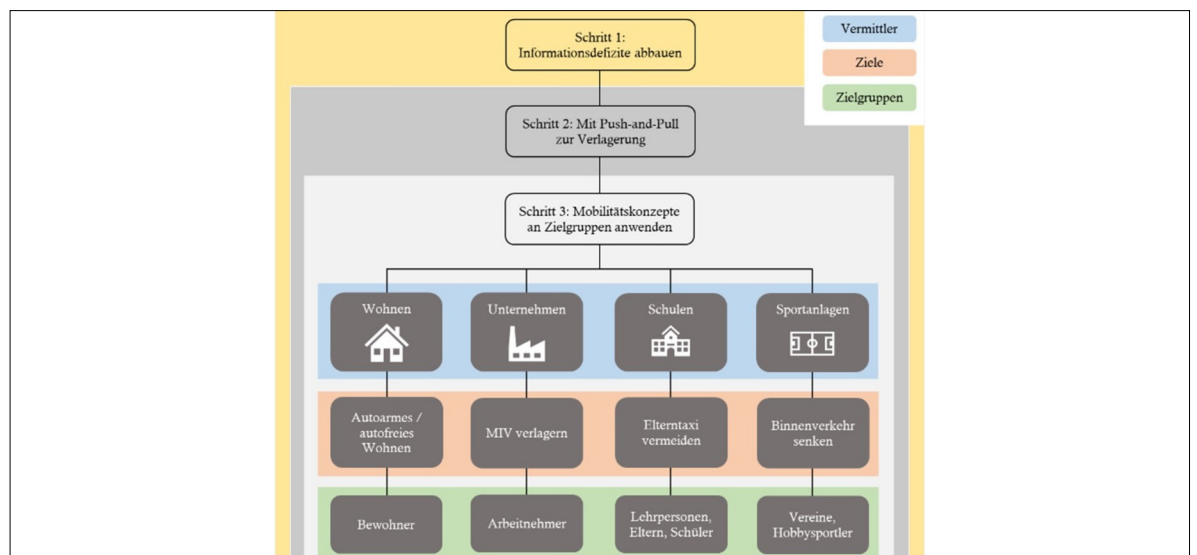 Schritt 1:
Informationsdefizite abbauen
Vermittler
Ziele
Zielgruppen
Schritt 2: Mit Push-and-Pull
zur Verlagerung
Schritt 3: Mobilitätskonzepte
an Zielgruppen anwenden
Wohnen
Unternehmen
Schulen
Sportanlagen
Autoarmes /
autofreies
Wohnen
MIV verlagern
Elterntaxi
vermeiden
Binnenverkehr
senken
Bewohner
Arbeitnehmer
Lehrpersonen,
Eltern, Schüler
Vereine,
Hobbysportler